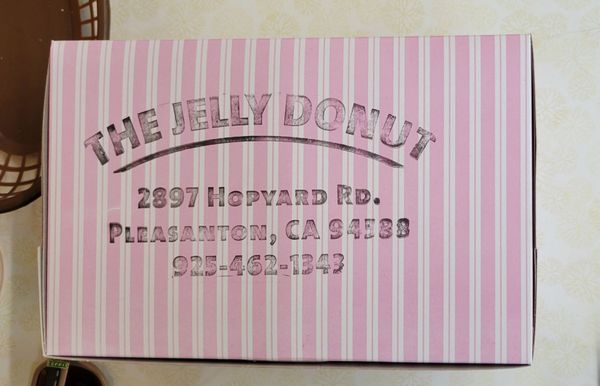 THE JELLY DONUT
2897 HOPYARD RD.
PLEASANTON, CA 94588
925-462-1343